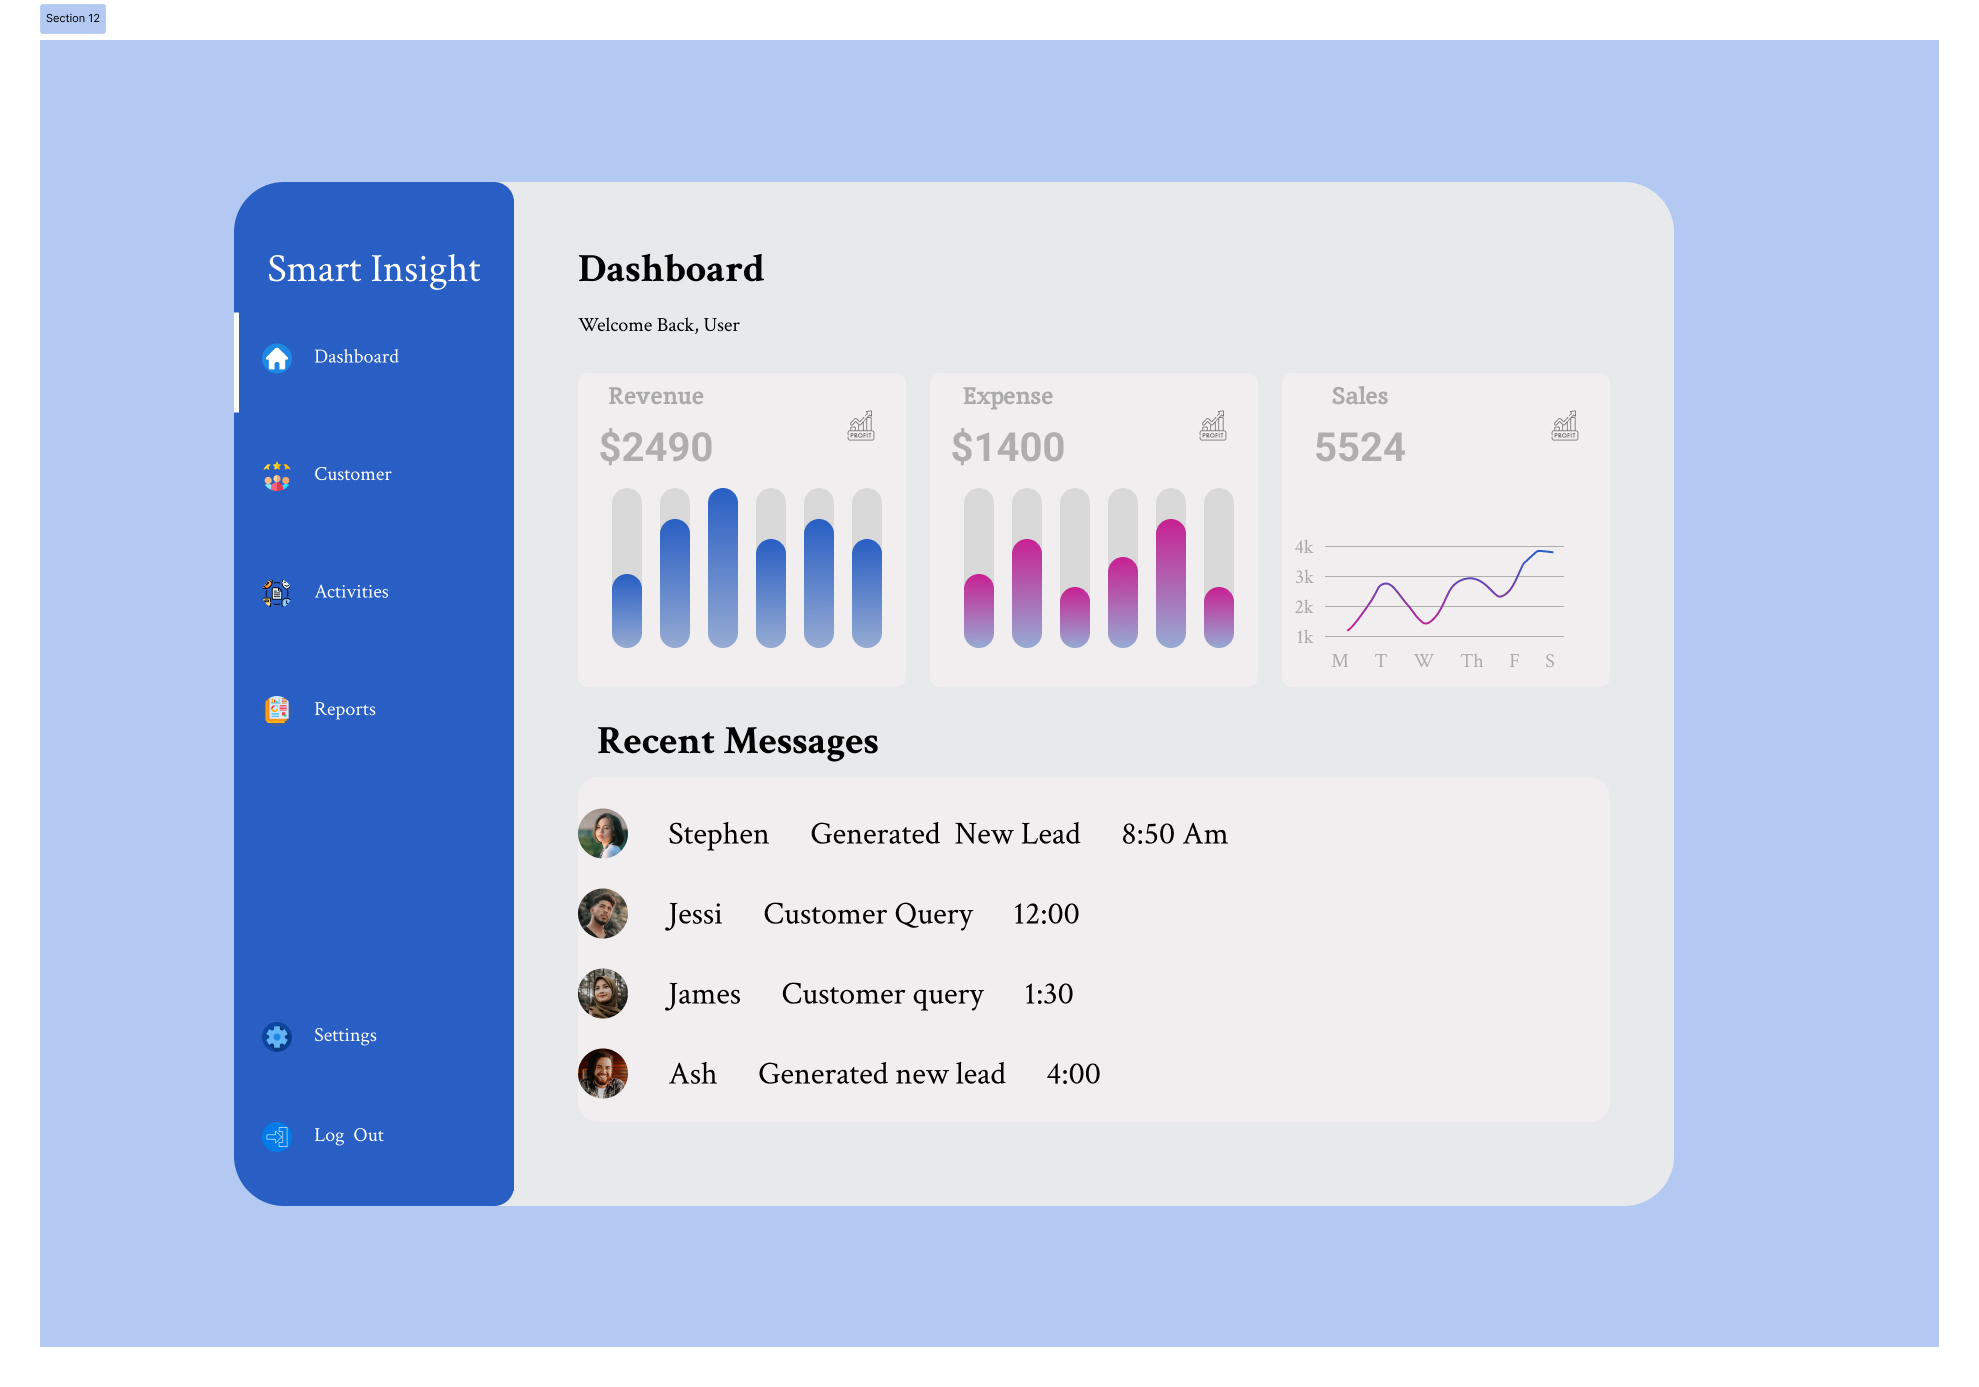 Section 12
Smart Insight
Dashboard
Customer
Activities
Reports
Settings
Log Out
Dashboard
Welcome Back, User
Revenue
$2490
PROFIT
Expense
$1400
PROFIT
Sales
5524
PROFIT
4k
3k
2k
1k
M T W Th F S
Recent Messages
Stephen Generated New Lead 8:50 Am
Jessi Customer Query 12:00
James Customer query 1:30
Ash Generated new lead 4:00